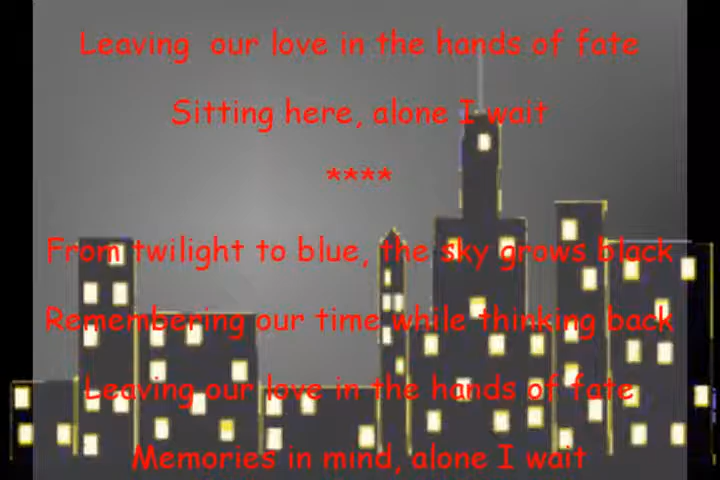 Leaving our love in the hands of fate
Sitting here, alone I wait
****
From twilight to blue, the sky grows black
Remembering our time while thinking back
Leaving our love in the hands of fate
Memories in mind, alone I wait